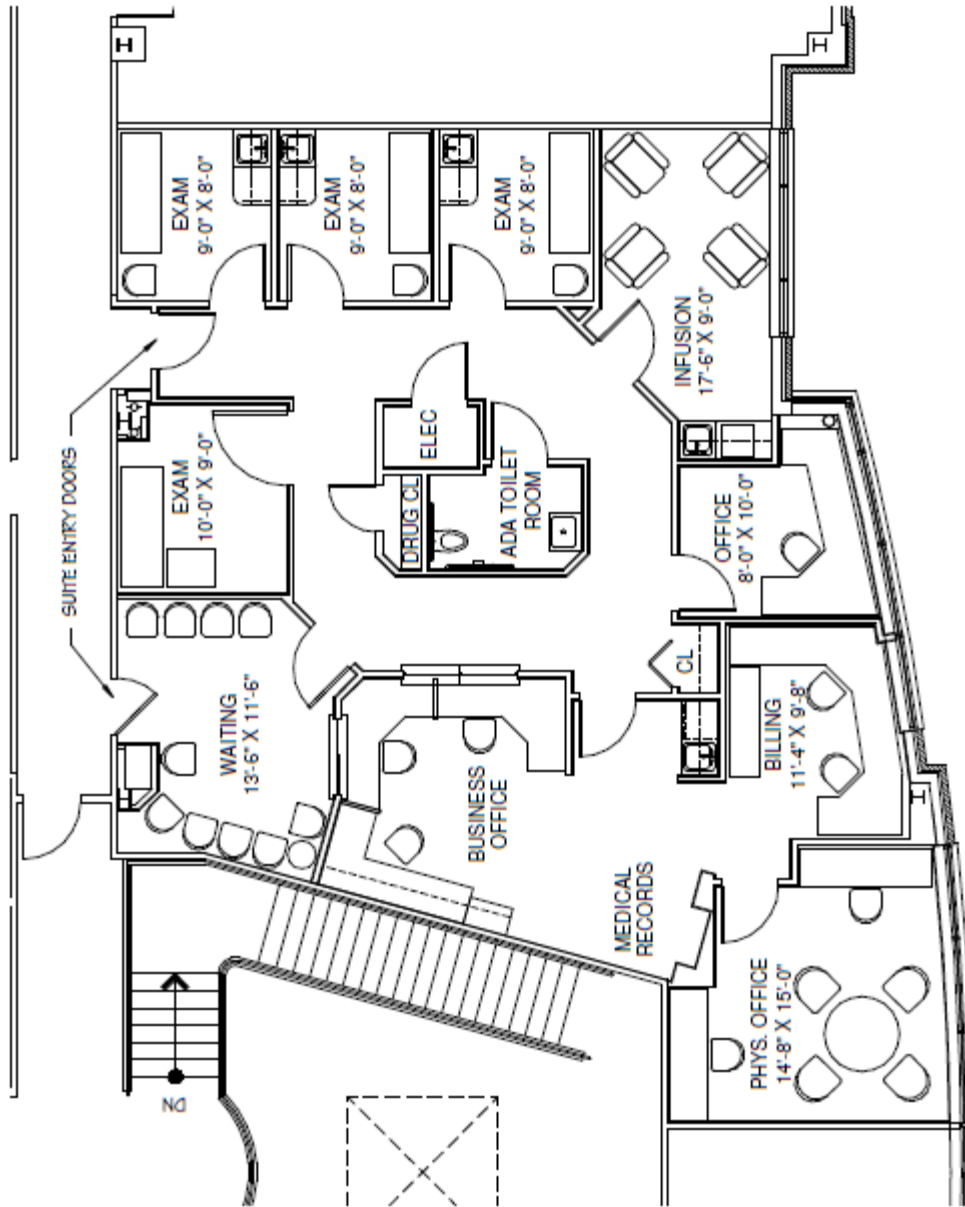 SUITE ENTRY DOORS
EXAM
9'-0" X 8'-0"
EXAM
9'-0" X 8'-0"
EXAM
9'-0" X 8'-0"
EXAM
10'-0" X 9'-0"
WAITING
13'-6" X 11'-6"
ELEC
DRUG CL
ADA TOILET
ROOM
INFUSION
17'-6" X 9'-0"
OFFICE
8'-0" X 10'-0"
CL
BUSINESS
OFFICE
BILLING
11'-4" X 9'-8"
MEDICAL
RECORDS
PHYS. OFFICE
14'-8" X 15'-0"
DN